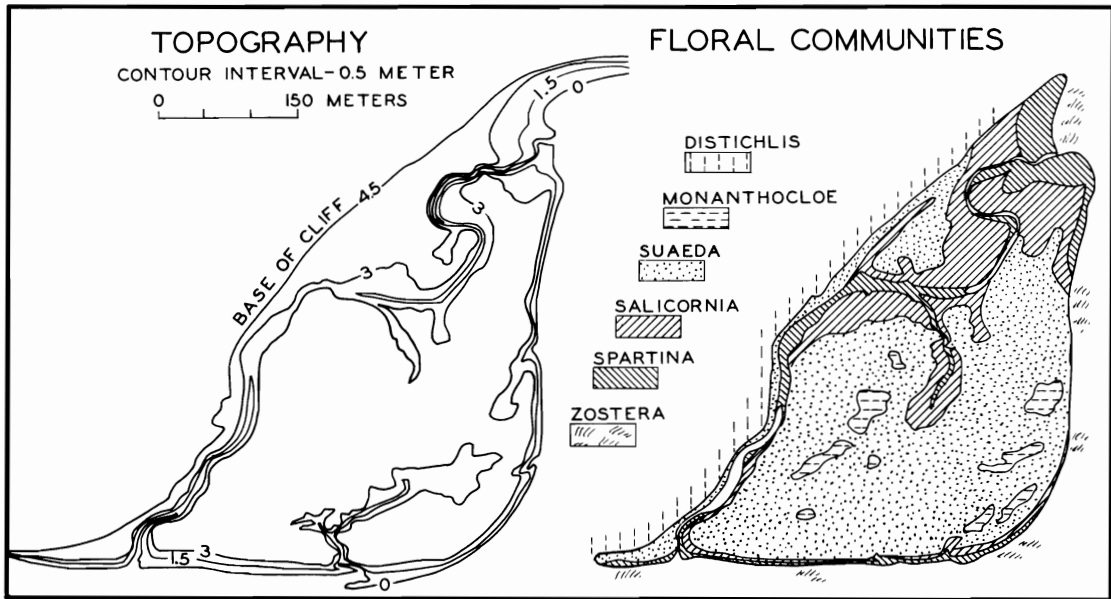 TOPOGRAPHY
CONTOUR INTERVAL-0.5 METER
0 150 METERS
1.5
0
3
BASE OF CLIFF 4.5
3
1.5 3
0
FLORAL COMMUNITIES
DISTICHLIS
MONANTHOCLOE
SUAEDA
SALICORNIA
SPARTINA
ZOSTERA